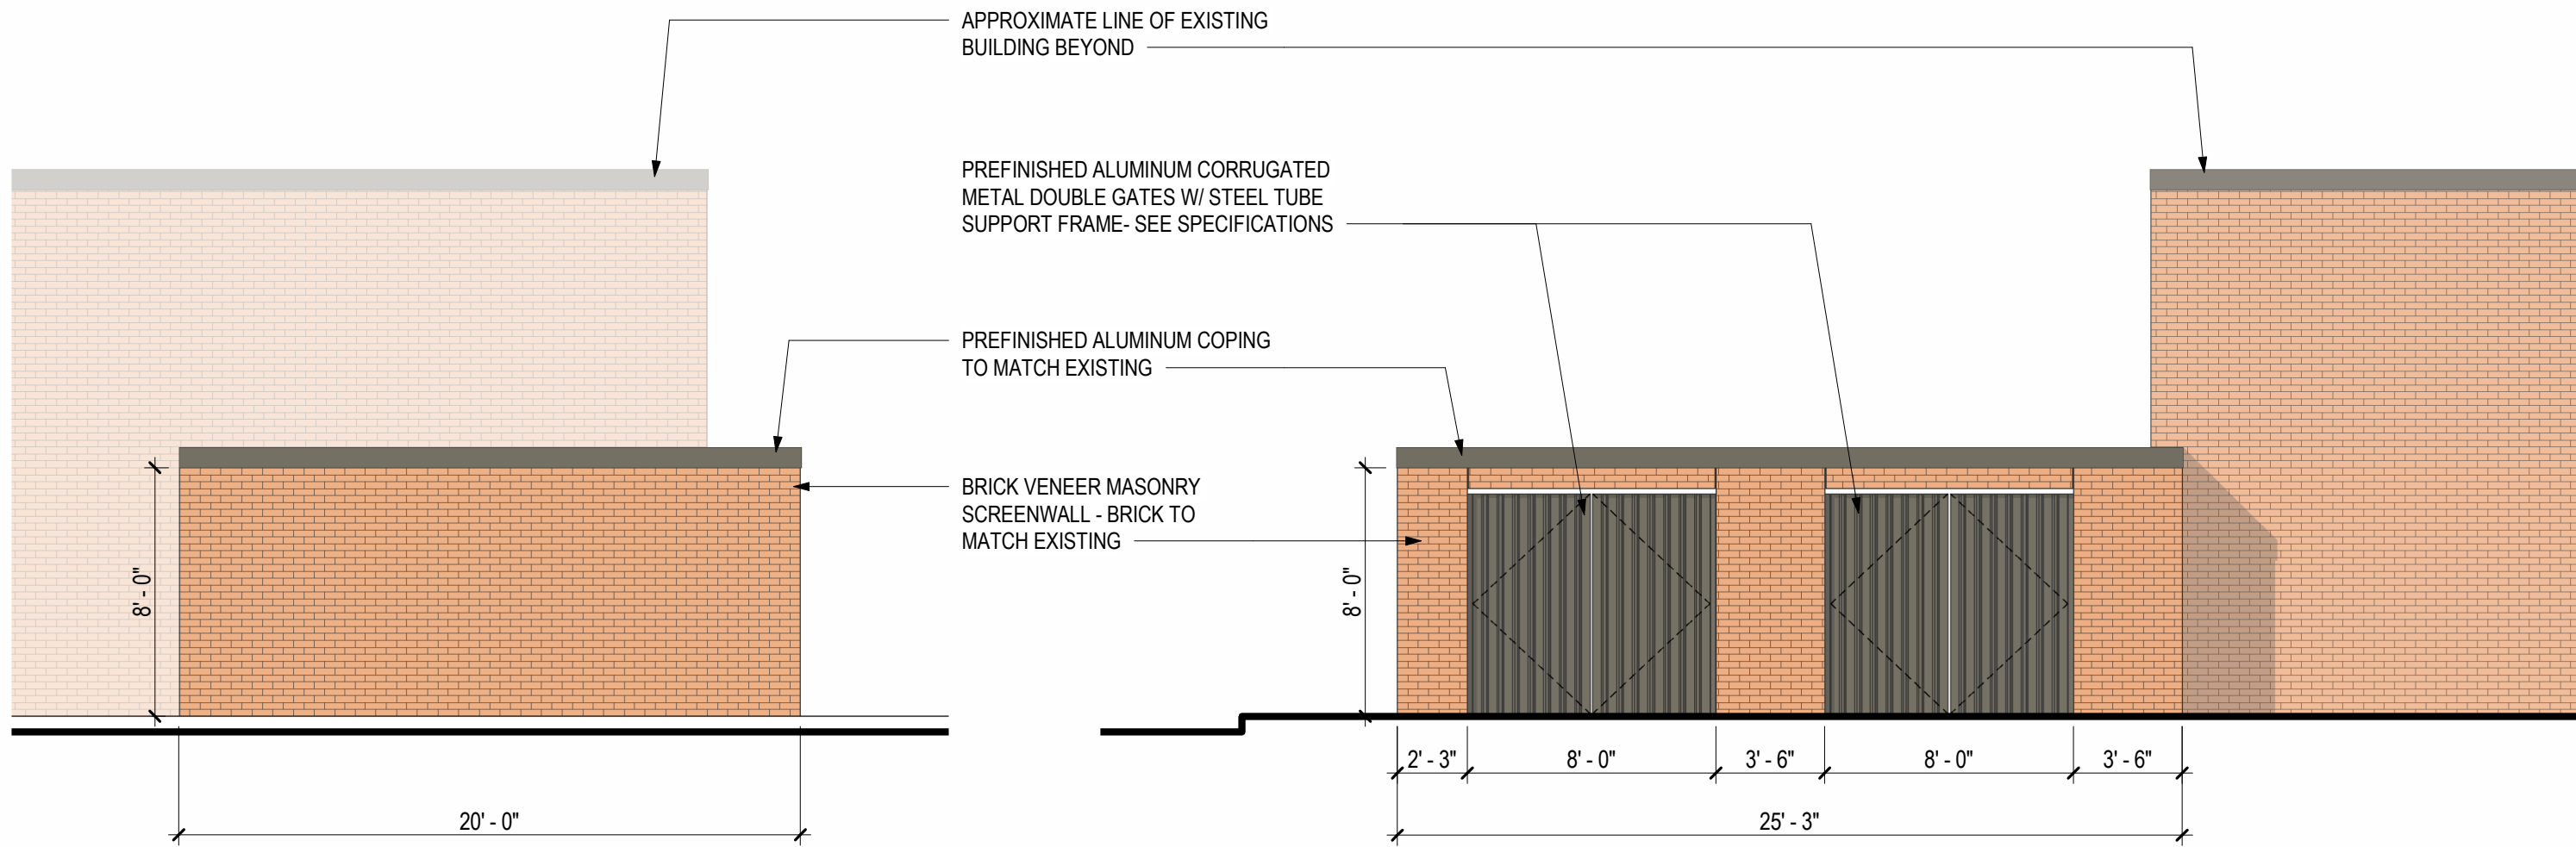 APPROXIMATE LINE OF EXISTING
BUILDING BEYOND
PREFINISHED ALUMINUM CORRUGATED
METAL DOUBLE GATES W/ STEEL TUBE
SUPPORT FRAME- SEE SPECIFICATIONS
PREFINISHED ALUMINUM COPING
TO MATCH EXISTING
BRICK VENEER MASONRY
SCREENWALL - BRICK TO
MATCH EXISTING
8' - 0"
8' - 0"
2' - 3"
8' - 0"
3' - 6"
8' - 0"
3' - 6"
20' - 0"
25' - 3"